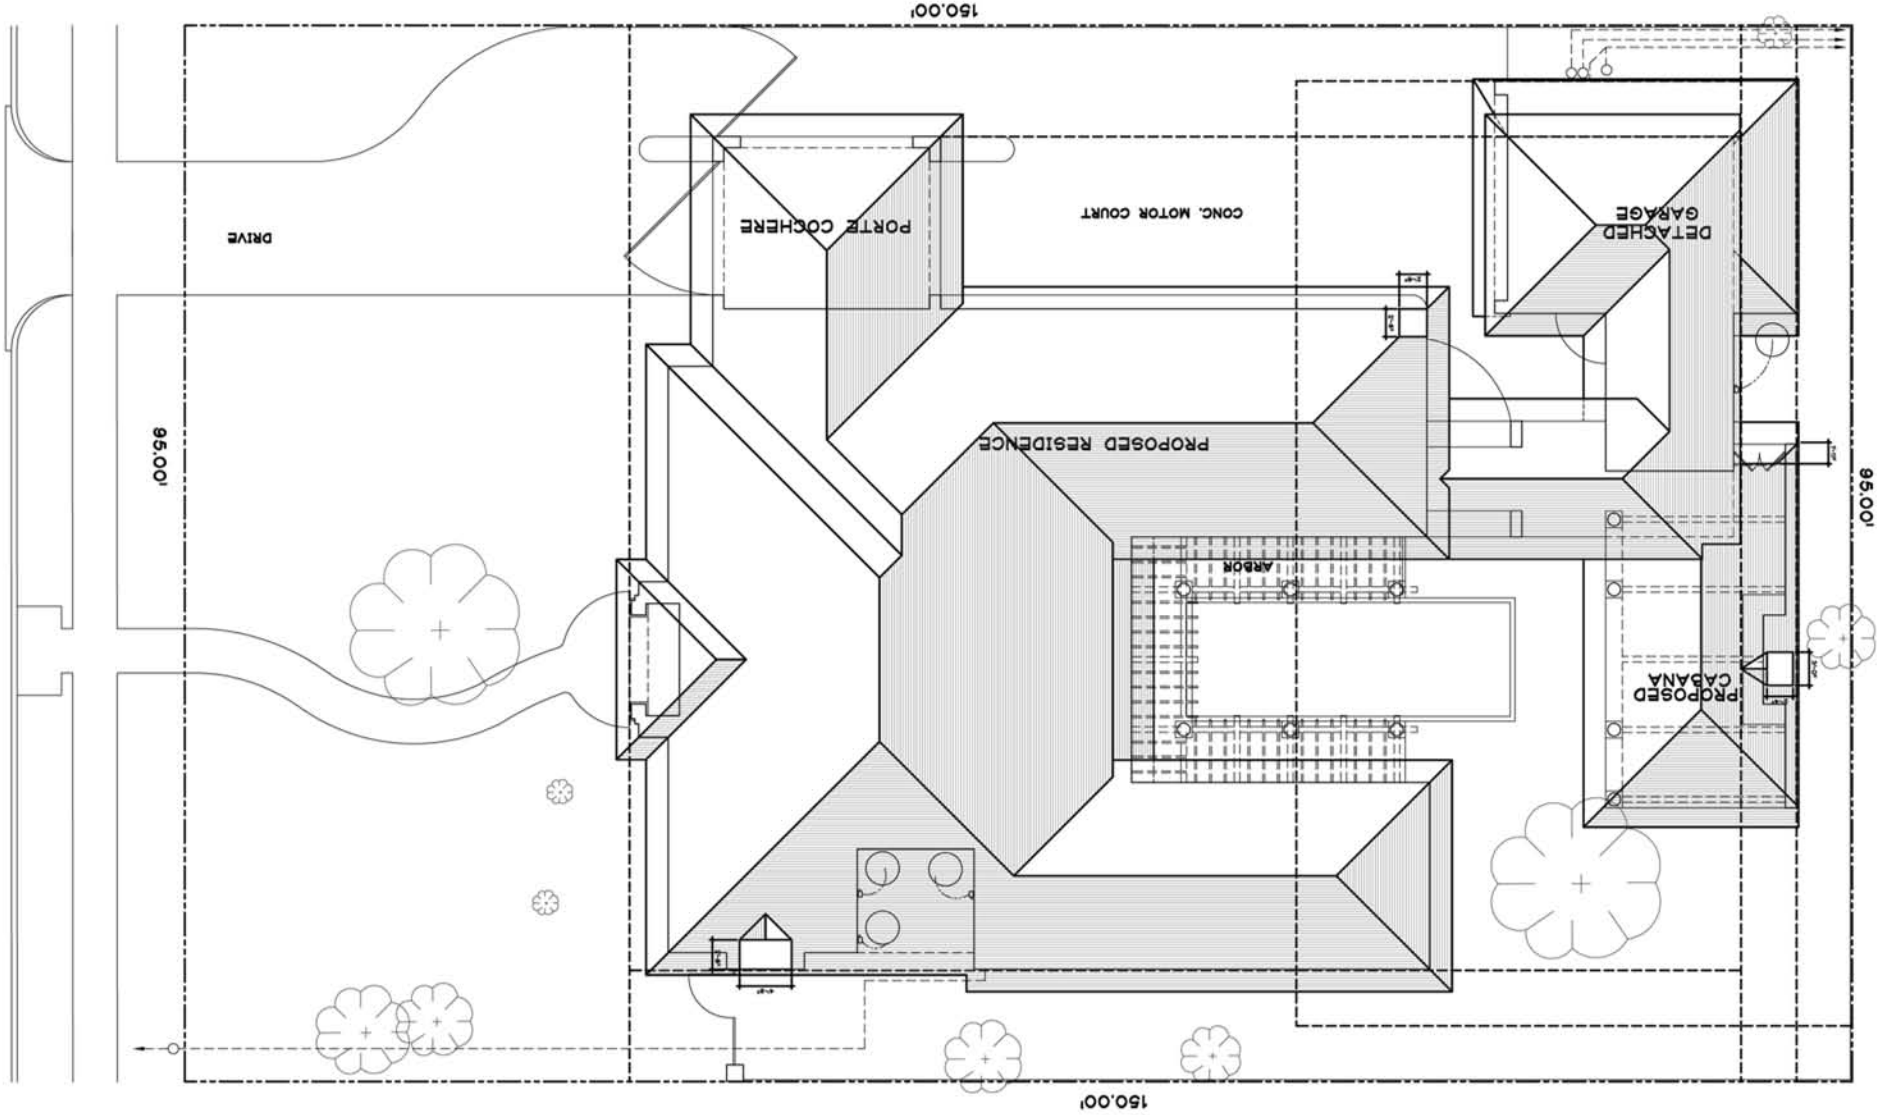 150.00'
95.00'
PROPOSED
CABANA
ARBOR
PROPOSED RESIDENCE
95.00'
DRIVE
PORTE COCHERE
CONC. MOTOR COURT
DETACHED
GARAGE
150.00'